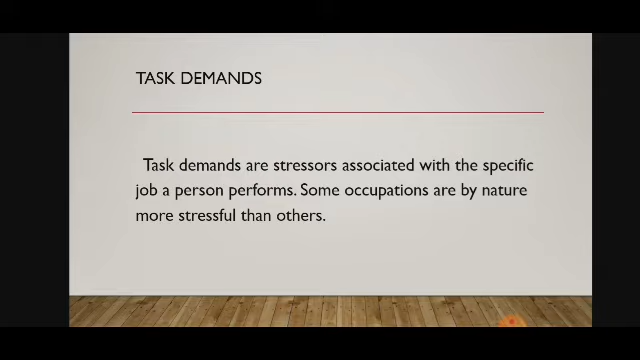 TASK DEMANDS
Task demands are stressors associated with the specific
job a person performs. Some occupations are by nature
more stressful than others.